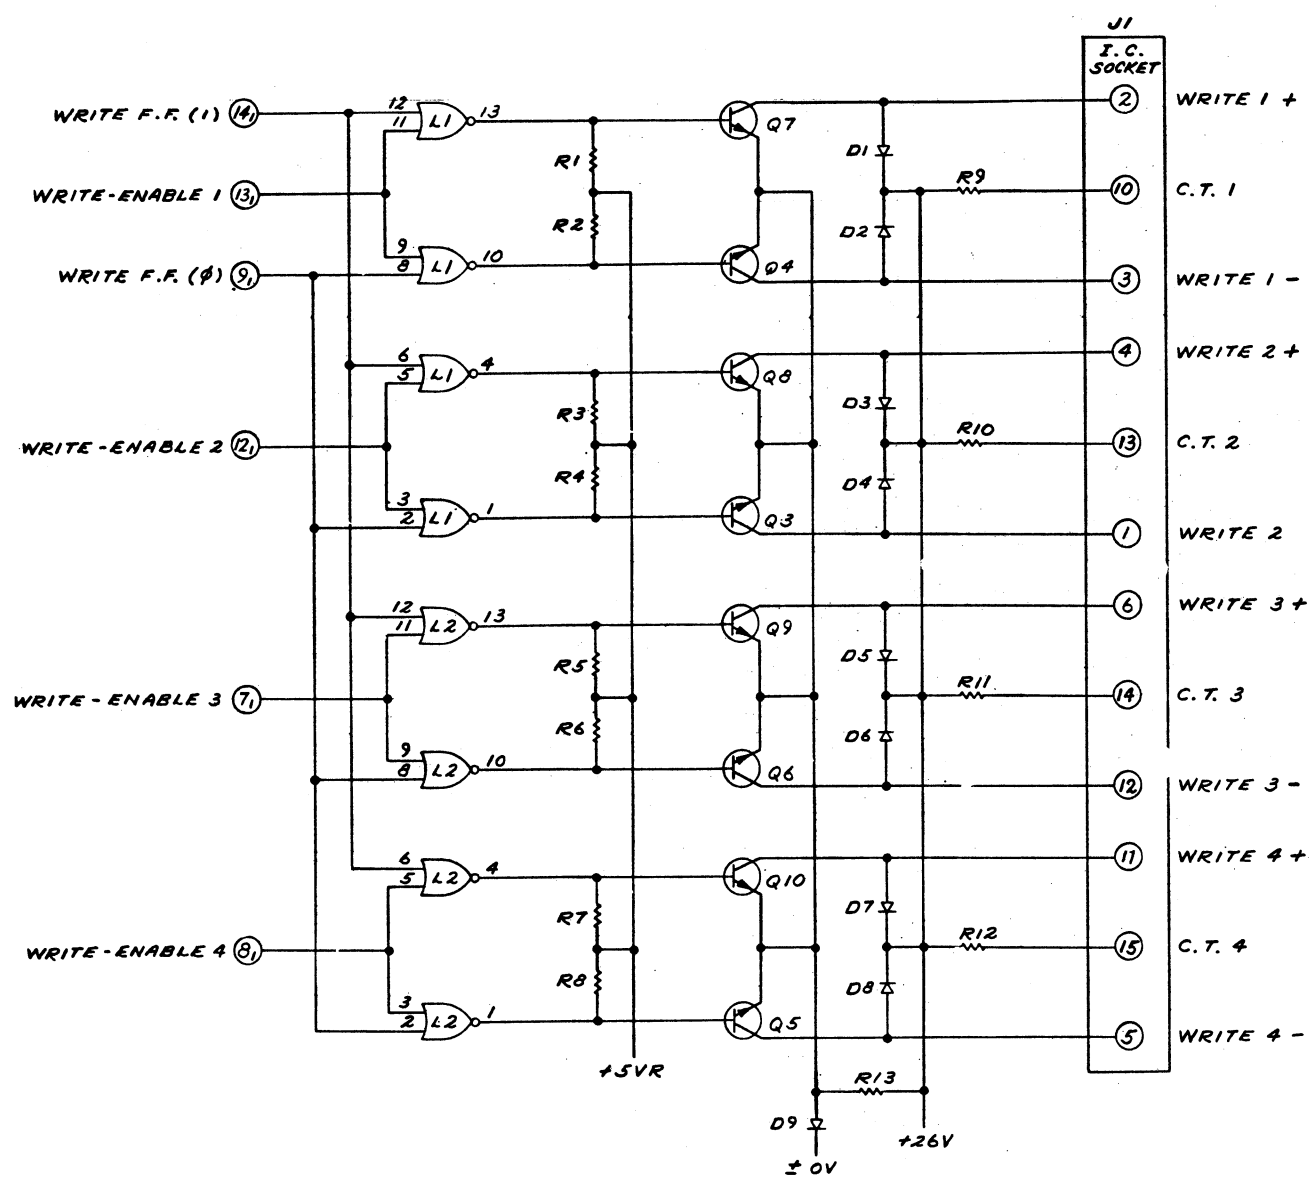 J1
I.C.
SOCKET
WRITE F.F. (1) 14₁ 12 L1 13 Q7 2 WRITE 1 +
11
R1 D1
WRITE-ENABLE 1 13₁ R9 10 C.T. 1
R2 D2
9 10
WRITE F.F. (φ) 9₁ 8 L1 Q4 3 WRITE 1 -
6 L1 4 Q8 4 WRITE 2 +
5
R3 D3
WRITE-ENABLE 2 12₁ R10 13 C.T. 2
R4 D4
3 1
2 L1 Q3 1 WRITE 2
12 L2 13 Q9 6 WRITE 3 +
11
R5 D5
WRITE-ENABLE 3 7₁ R11 14 C.T. 3
R6 D6
9 10
8 L2 Q6 12 WRITE 3 -
6 L2 4 Q10 11 WRITE 4 +
5
R7 D7
WRITE-ENABLE 4 8₁ R12 15 C.T. 4
R8 D8
3 1
2 L2 Q5 5 WRITE 4 -
+5VR R13
D9 +26V
± 0V